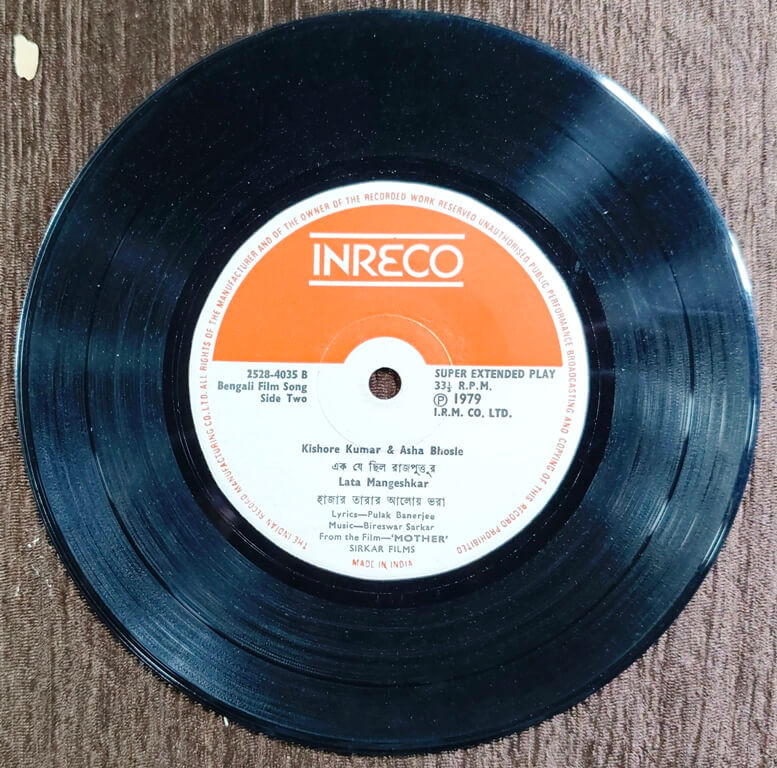 THE INDIAN RECORD MANUFACTURING CO. LTD. ALL RIGHTS OF THE MANUFACTURER AND OF THE OWNER OF THE RECORDED WORK RESERVED UNAUTHORISED PUBLIC PERFORMANCE BROADCASTING AND COPYING OF THIS RECORD PROHIBITED
INRECO
2528-4035 B
Bengali Film Song
Side Two
SUPER EXTENDED PLAY
33⅓ R.P.M.
Ⓟ 1979
I.R.M. CO. LTD.
Kishore Kumar & Asha Bhosle
এক যে ছিল রাজপুত্তুর
Lata Mangeshkar
হাজার তারার আলোয় ভরা
Lyrics—Pulak Banerjee
Music—Bireswar Sarkar
From the Film—'MOTHER'
SIRKAR FILMS
MADE IN INDIA